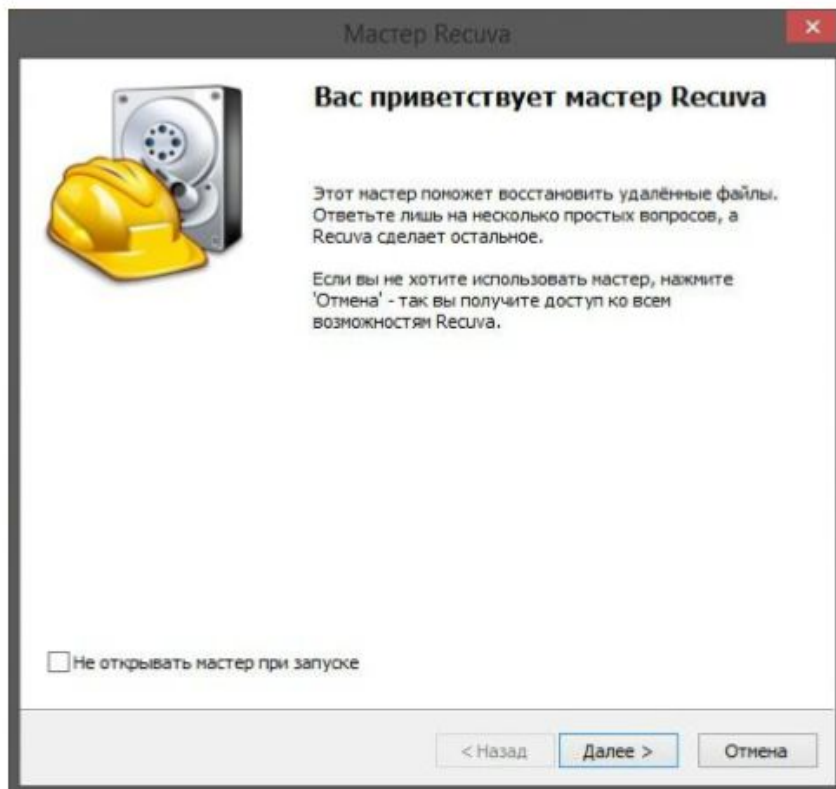 Мастер Recuva
Вас приветствует мастер Recuva
Этот мастер поможет восстановить удалённые файлы.
Ответьте лишь на несколько простых вопросов, а
Recuva сделает остальное.
Если вы не хотите использовать мастер, нажмите
'Отмена' - так вы получите доступ ко всем
возможностям Recuva.
Не открывать мастер при запуске
< Назад
Далее >
Отмена